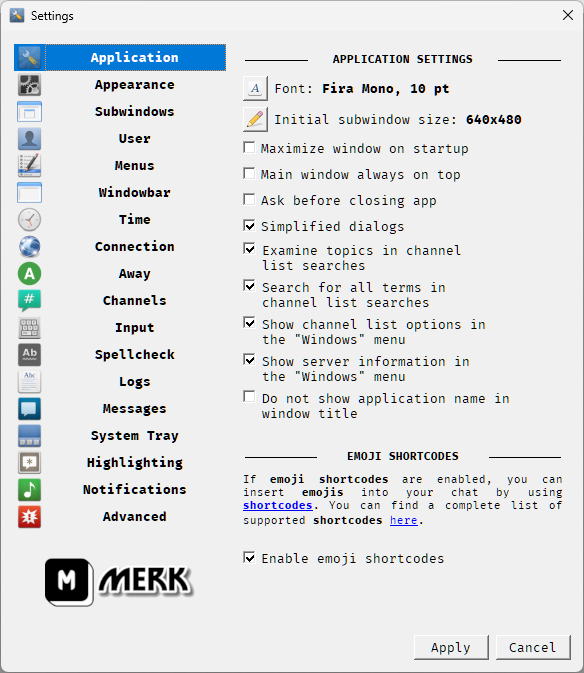 Settings
Application
Appearance
Subwindows
User
Menus
Windowbar
Time
Connection
A
Away
#
Channels
Input
Ab
Spellcheck
Abc
Logs
Messages
System Tray
*
Highlighting
Notifications
Advanced
M MERK
APPLICATION SETTINGS
A
Font: Fira Mono, 10 pt
Initial subwindow size: 640x480
Maximize window on startup
Main window always on top
Ask before closing app
Simplified dialogs
Examine topics in channel
list searches
Search for all terms in
channel list searches
Show channel list options in
the "Windows" menu
Show server information in
the "Windows" menu
Do not show application name in
window title
EMOJI SHORTCODES
If emoji shortcodes are enabled, you can
insert emojis into your chat by using
shortcodes. You can find a complete list of
supported shortcodes here.
Enable emoji shortcodes
Apply
Cancel